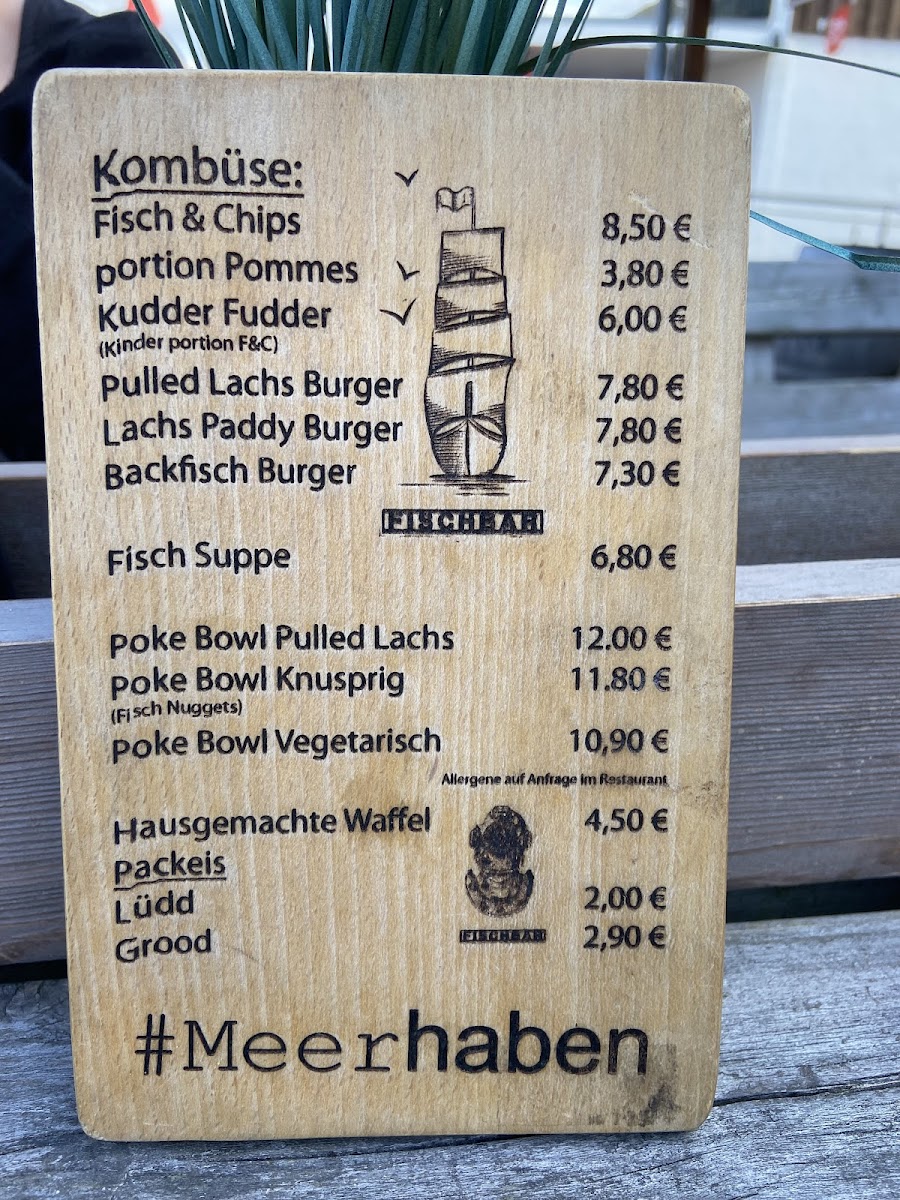 Kombüse:
Fisch & Chips 8,50 €
portion Pommes 3,80 €
Kudder Fudder 6,00 €
(Kinder portion F&C)
Pulled Lachs Burger 7,80 €
Lachs Paddy Burger 7,80 €
Backfisch Burger 7,30 €
FISCHBAR
Fisch Suppe 6,80 €
Poke Bowl Pulled Lachs 12.00 €
Poke Bowl Knusprig 11.80 €
(Fisch Nuggets)
Poke Bowl Vegetarisch 10,90 €
Allergene auf Anfrage im Restaurant
Hausgemachte Waffel 4,50 €
Packeis
Lüdd 2,00 €
Grood 2,90 €
FISCHBAR
#Meerhaben